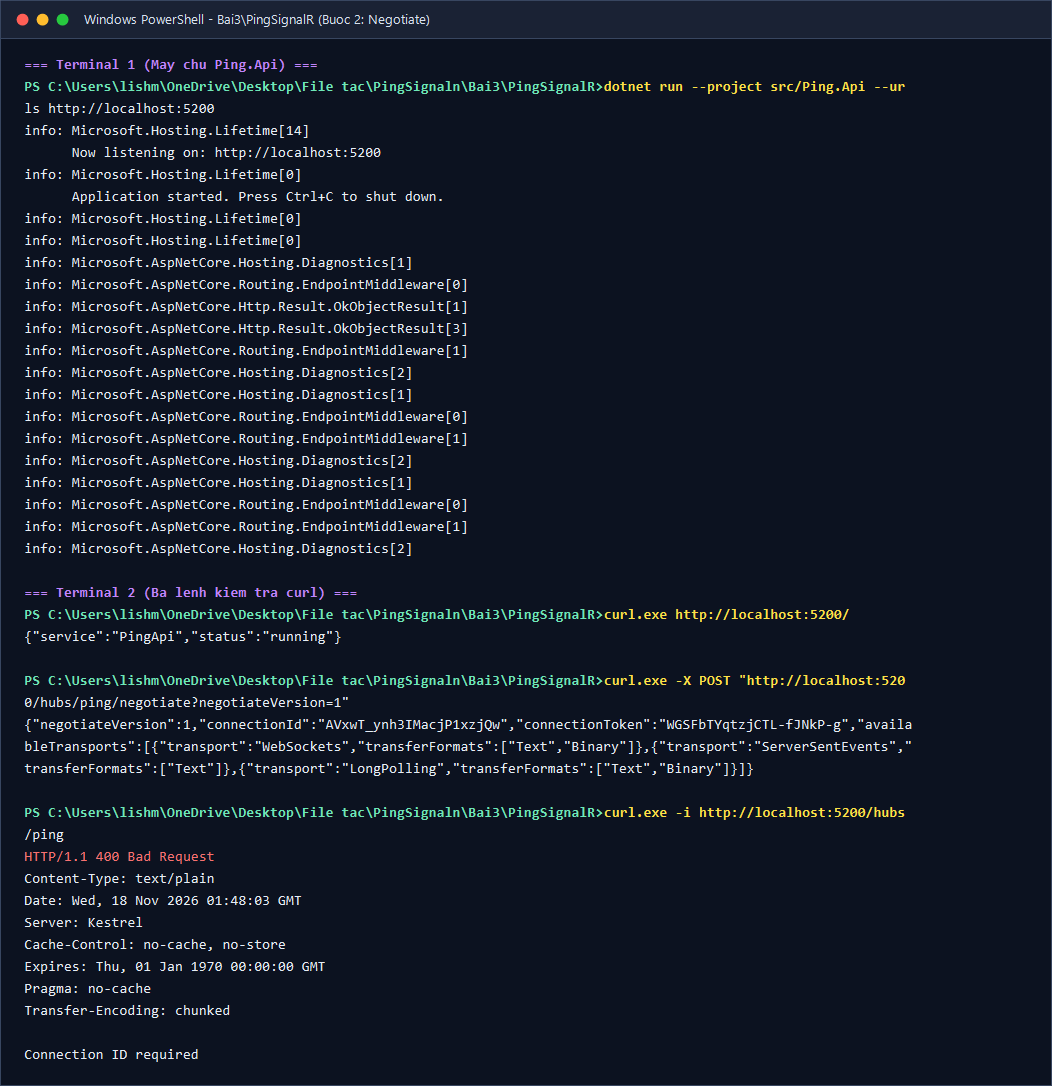 Windows PowerShell - Bai3\PingSignalR (Buoc 2: Negotiate)
=== Terminal 1 (May chu Ping.Api) ===
PS C:\Users\lishm\OneDrive\Desktop\File tac\PingSignaln\Bai3\PingSignalR>dotnet run --project src/Ping.Api --ur
ls http://localhost:5200
info: Microsoft.Hosting.Lifetime[14]
      Now listening on: http://localhost:5200
info: Microsoft.Hosting.Lifetime[0]
      Application started. Press Ctrl+C to shut down.
info: Microsoft.Hosting.Lifetime[0]
info: Microsoft.Hosting.Lifetime[0]
info: Microsoft.AspNetCore.Hosting.Diagnostics[1]
info: Microsoft.AspNetCore.Routing.EndpointMiddleware[0]
info: Microsoft.AspNetCore.Http.Result.OkObjectResult[1]
info: Microsoft.AspNetCore.Http.Result.OkObjectResult[3]
info: Microsoft.AspNetCore.Routing.EndpointMiddleware[1]
info: Microsoft.AspNetCore.Hosting.Diagnostics[2]
info: Microsoft.AspNetCore.Hosting.Diagnostics[1]
info: Microsoft.AspNetCore.Routing.EndpointMiddleware[0]
info: Microsoft.AspNetCore.Routing.EndpointMiddleware[1]
info: Microsoft.AspNetCore.Hosting.Diagnostics[2]
info: Microsoft.AspNetCore.Hosting.Diagnostics[1]
info: Microsoft.AspNetCore.Routing.EndpointMiddleware[0]
info: Microsoft.AspNetCore.Routing.EndpointMiddleware[1]
info: Microsoft.AspNetCore.Hosting.Diagnostics[2]
=== Terminal 2 (Ba lenh kiem tra curl) ===
PS C:\Users\lishm\OneDrive\Desktop\File tac\PingSignaln\Bai3\PingSignalR>curl.exe http://localhost:5200/
{"service":"PingApi","status":"running"}
PS C:\Users\lishm\OneDrive\Desktop\File tac\PingSignaln\Bai3\PingSignalR>curl.exe -X POST "http://localhost:520
0/hubs/ping/negotiate?negotiateVersion=1"
{"negotiateVersion":1,"connectionId":"AVxwT_ynh3IMacjP1xzjQw","connectionToken":"WGSFbTYqtzjCTL-fJNkP-g","availa
bleTransports":[{"transport":"WebSockets","transferFormats":["Text","Binary"]},{"transport":"ServerSentEvents","
transferFormats":["Text"]},{"transport":"LongPolling","transferFormats":["Text","Binary"]}]}
PS C:\Users\lishm\OneDrive\Desktop\File tac\PingSignaln\Bai3\PingSignalR>curl.exe -i http://localhost:5200/hubs
/ping
HTTP/1.1 400 Bad Request
Content-Type: text/plain
Date: Wed, 18 Nov 2026 01:48:03 GMT
Server: Kestrel
Cache-Control: no-cache, no-store
Expires: Thu, 01 Jan 1970 00:00:00 GMT
Pragma: no-cache
Transfer-Encoding: chunked
Connection ID required